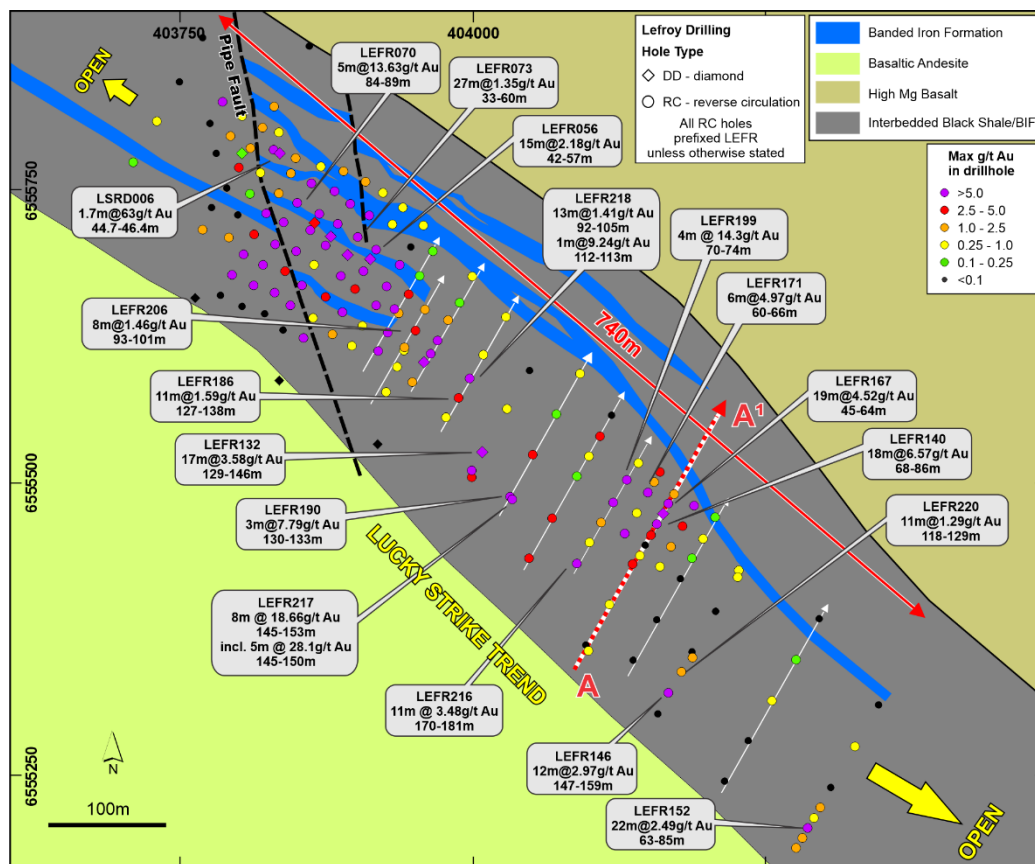 403750
404000
6555750
6555500
6555250
OPEN
Pipe Fault
LEFR070
5m@13.63g/t Au
84-89m
LEFR073
27m@1.35g/t Au
33-60m
LEFR056
15m@2.18g/t Au
42-57m
LSRD006
1.7m@63g/t Au
44.7-46.4m
LEFR218
13m@1.41g/t Au
92-105m
1m@9.24g/t Au
112-113m
LEFR199
4m @ 14.3g/t Au
70-74m
LEFR171
6m@4.97g/t Au
60-66m
LEFR206
8m@1.46g/t Au
93-101m
740m
LEFR186
11m@1.59g/t Au
127-138m
LEFR167
19m@4.52g/t Au
45-64m
A1
LEFR132
17m@3.58g/t Au
129-146m
LEFR140
18m@6.57g/t Au
68-86m
LEFR190
3m@7.79g/t Au
130-133m
LEFR220
11m@1.29g/t Au
118-129m
LUCKY STRIKE TREND
LEFR217
8m @ 18.66g/t Au
145-153m
incl. 5m @ 28.1g/t Au
145-150m
A
LEFR216
11m @ 3.48g/t Au
170-181m
LEFR146
12m@2.97g/t Au
147-159m
LEFR152
22m@2.49g/t Au
63-85m
OPEN
N
100m
Lefroy Drilling
Hole Type
DD - diamond
RC - reverse circulation
All RC holes
prefixed LEFR
unless otherwise stated
Banded Iron Formation
Basaltic Andesite
High Mg Basalt
Interbedded Black Shale/BIF
Max g/t Au
in drillhole
>5.0
2.5 - 5.0
1.0 - 2.5
0.25 - 1.0
0.1 - 0.25
<0.1